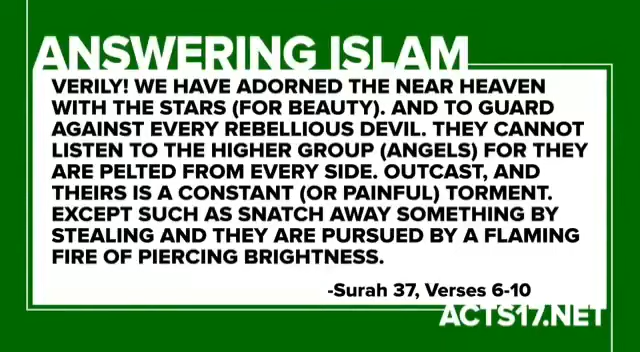 ANSWERING ISLAM
VERILY! WE HAVE ADORNED THE NEAR HEAVEN
WITH THE STARS (FOR BEAUTY). AND TO GUARD
AGAINST EVERY REBELLIOUS DEVIL. THEY CANNOT
LISTEN TO THE HIGHER GROUP (ANGELS) FOR THEY
ARE PELTED FROM EVERY SIDE. OUTCAST, AND
THEIRS IS A CONSTANT (OR PAINFUL) TORMENT.
EXCEPT SUCH AS SNATCH AWAY SOMETHING BY
STEALING AND THEY ARE PURSUED BY A FLAMING
FIRE OF PIERCING BRIGHTNESS.
-Surah 37, Verses 6-10
ACTS17.NET